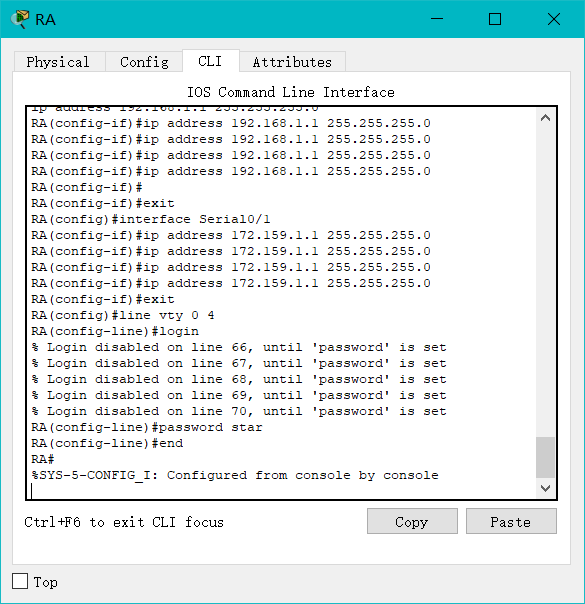 RA
Physical Config CLI Attributes
IOS Command Line Interface
ip address 192.168.1.1 255.255.255.0
RA(config-if)#ip address 192.168.1.1 255.255.255.0
RA(config-if)#ip address 192.168.1.1 255.255.255.0
RA(config-if)#ip address 192.168.1.1 255.255.255.0
RA(config-if)#ip address 192.168.1.1 255.255.255.0
RA(config-if)#
RA(config-if)#exit
RA(config)#interface Serial0/1
RA(config-if)#ip address 172.159.1.1 255.255.255.0
RA(config-if)#ip address 172.159.1.1 255.255.255.0
RA(config-if)#ip address 172.159.1.1 255.255.255.0
RA(config-if)#ip address 172.159.1.1 255.255.255.0
RA(config-if)#exit
RA(config)#line vty 0 4
RA(config-line)#login
% Login disabled on line 66, until 'password' is set
% Login disabled on line 67, until 'password' is set
% Login disabled on line 68, until 'password' is set
% Login disabled on line 69, until 'password' is set
% Login disabled on line 70, until 'password' is set
RA(config-line)#password star
RA(config-line)#end
RA#
%SYS-5-CONFIG_I: Configured from console by console
Ctrl+F6 to exit CLI focus
Copy Paste
Top